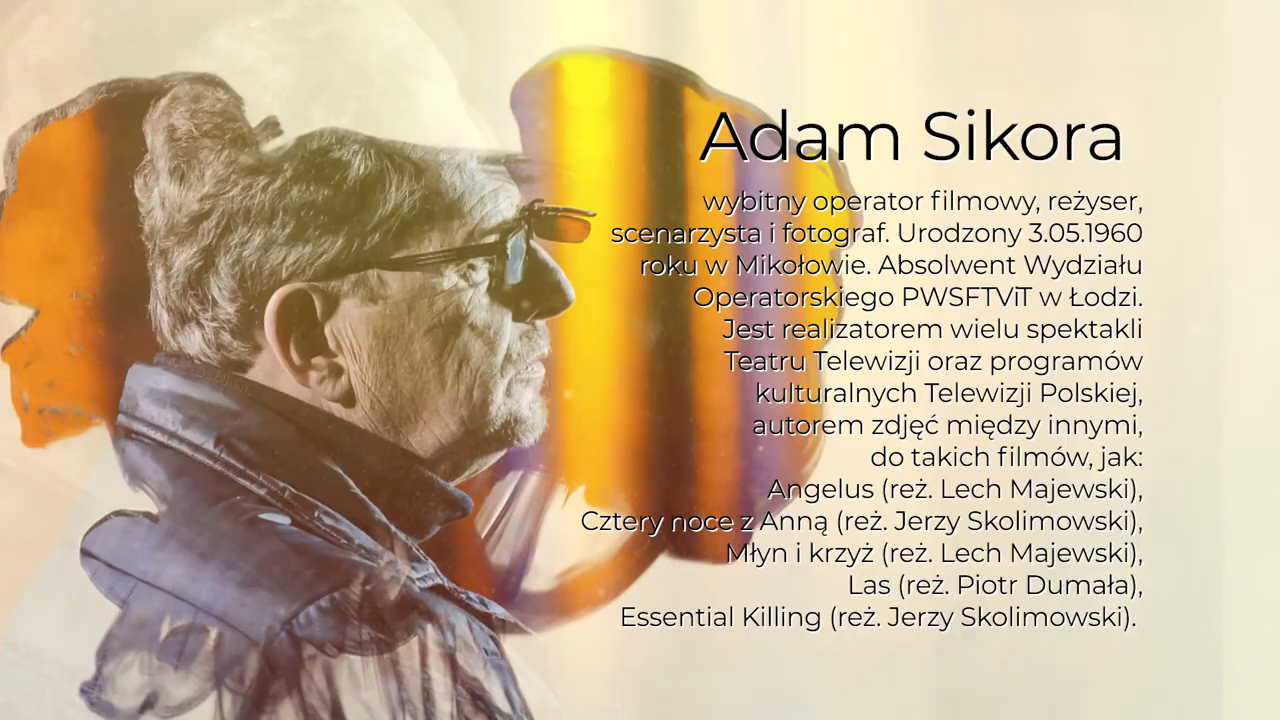 Adam Sikora
wybitny operator filmowy, reżyser,
scenarzysta i fotograf. Urodzony 3.05.1960
roku w Mikołowie. Absolwent Wydziału
Operatorskiego PWSFTViT w Łodzi.
Jest realizatorem wielu spektakli
Teatru Telewizji oraz programów
kulturalnych Telewizji Polskiej,
autorem zdjęć między innymi,
do takich filmów, jak:
Angelus (reż. Lech Majewski),
Cztery noce z Anną (reż. Jerzy Skolimowski),
Młyn i krzyż (reż. Lech Majewski),
Las (reż. Piotr Dumała),
Essential Killing (reż. Jerzy Skolimowski).